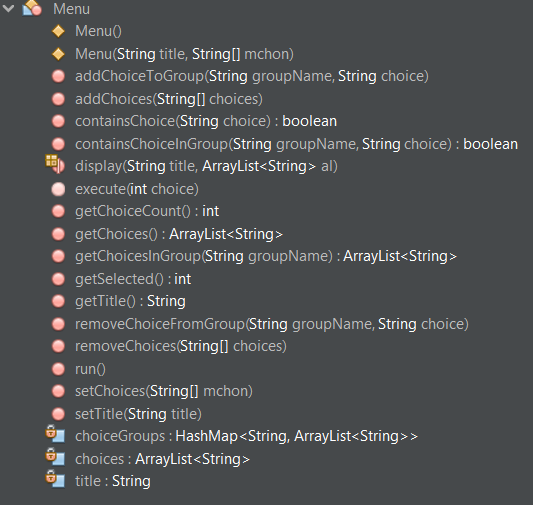 Menu
Menu()
Menu(String title, String[] mchon)
addChoiceToGroup(String groupName, String choice)
addChoices(String[] choices)
containsChoice(String choice) : boolean
containsChoiceInGroup(String groupName, String choice) : boolean
display(String title, ArrayList<String> al)
execute(int choice)
getChoiceCount() : int
getChoices() : ArrayList<String>
getChoicesInGroup(String groupName) : ArrayList<String>
getSelected() : int
getTitle() : String
removeChoiceFromGroup(String groupName, String choice)
removeChoices(String[] choices)
run()
setChoices(String[] mchon)
setTitle(String title)
choiceGroups : HashMap<String, ArrayList<String>>
choices : ArrayList<String>
title : String